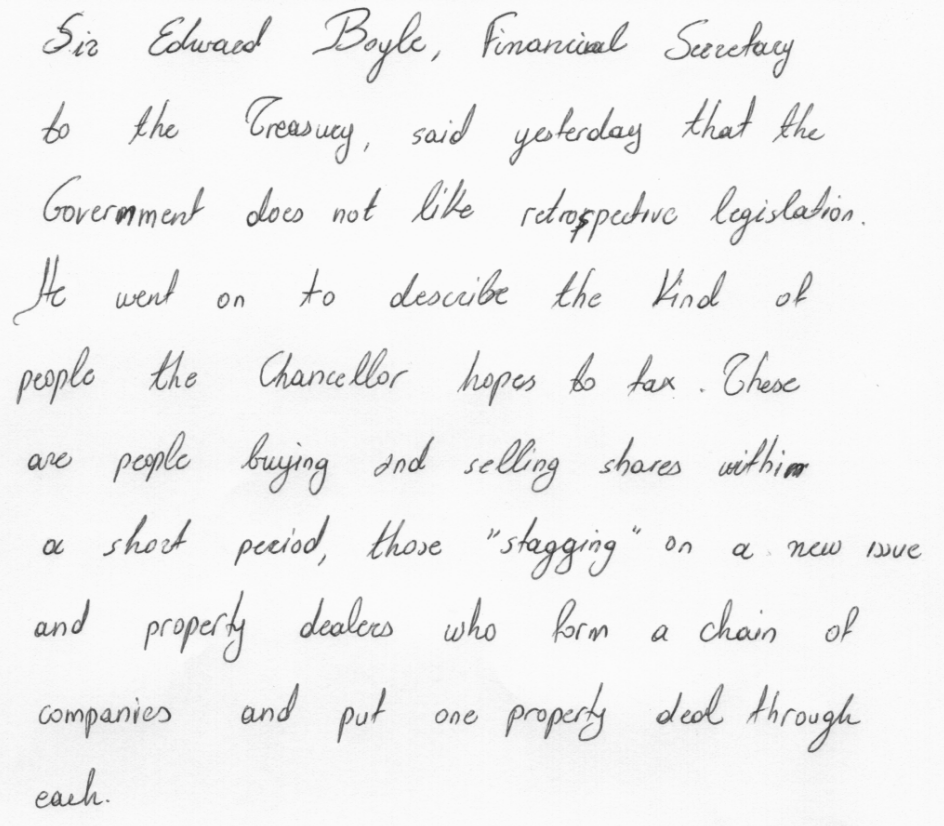 Sir Edward Boyle, Financial Secretary
to the Treasury, said yesterday that the
Government does not like retrospective legislation.
He went on to describe the kind of
people the Chancellor hopes to tax. These
are people buying and selling shares within
a short period, those "stagging" on a new issue
and property dealers who form a chain of
companies and put one property deal through
each.